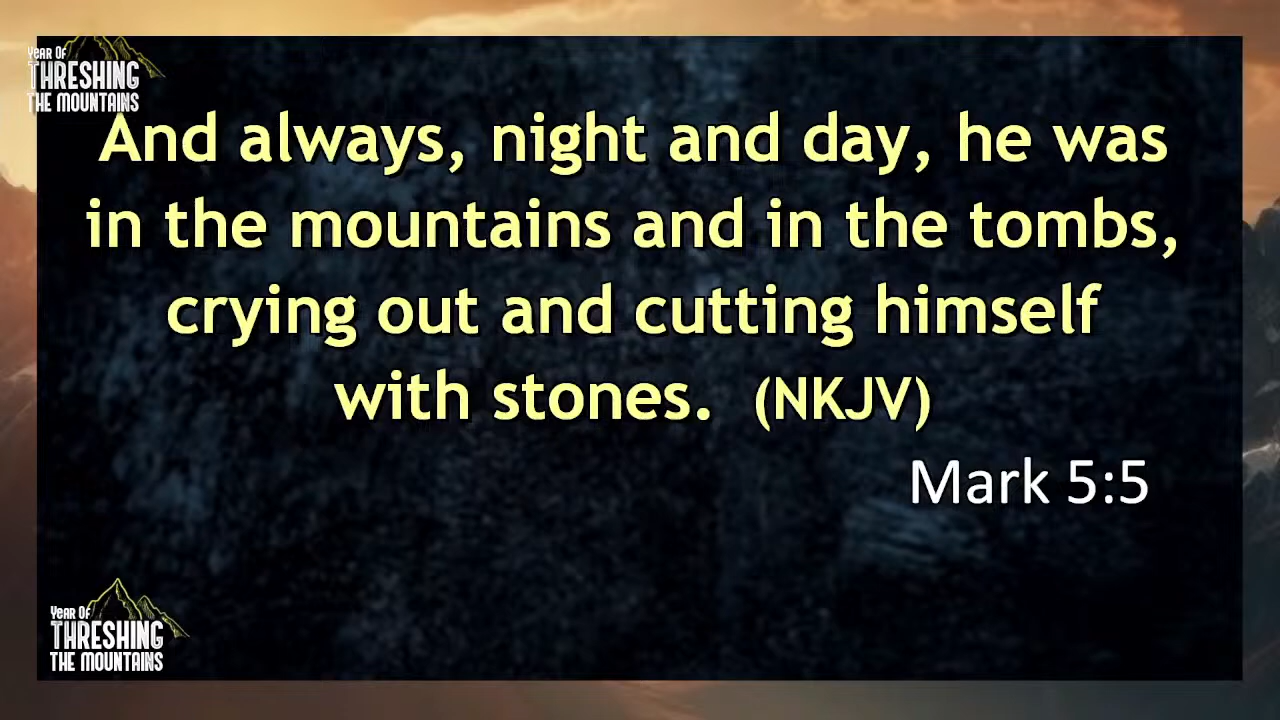 Year Of
THRESHING
THE MOUNTAINS
And always, night and day, he was
in the mountains and in the tombs,
crying out and cutting himself
with stones. (NKJV)
Mark 5:5
Year Of
THRESHING
THE MOUNTAINS